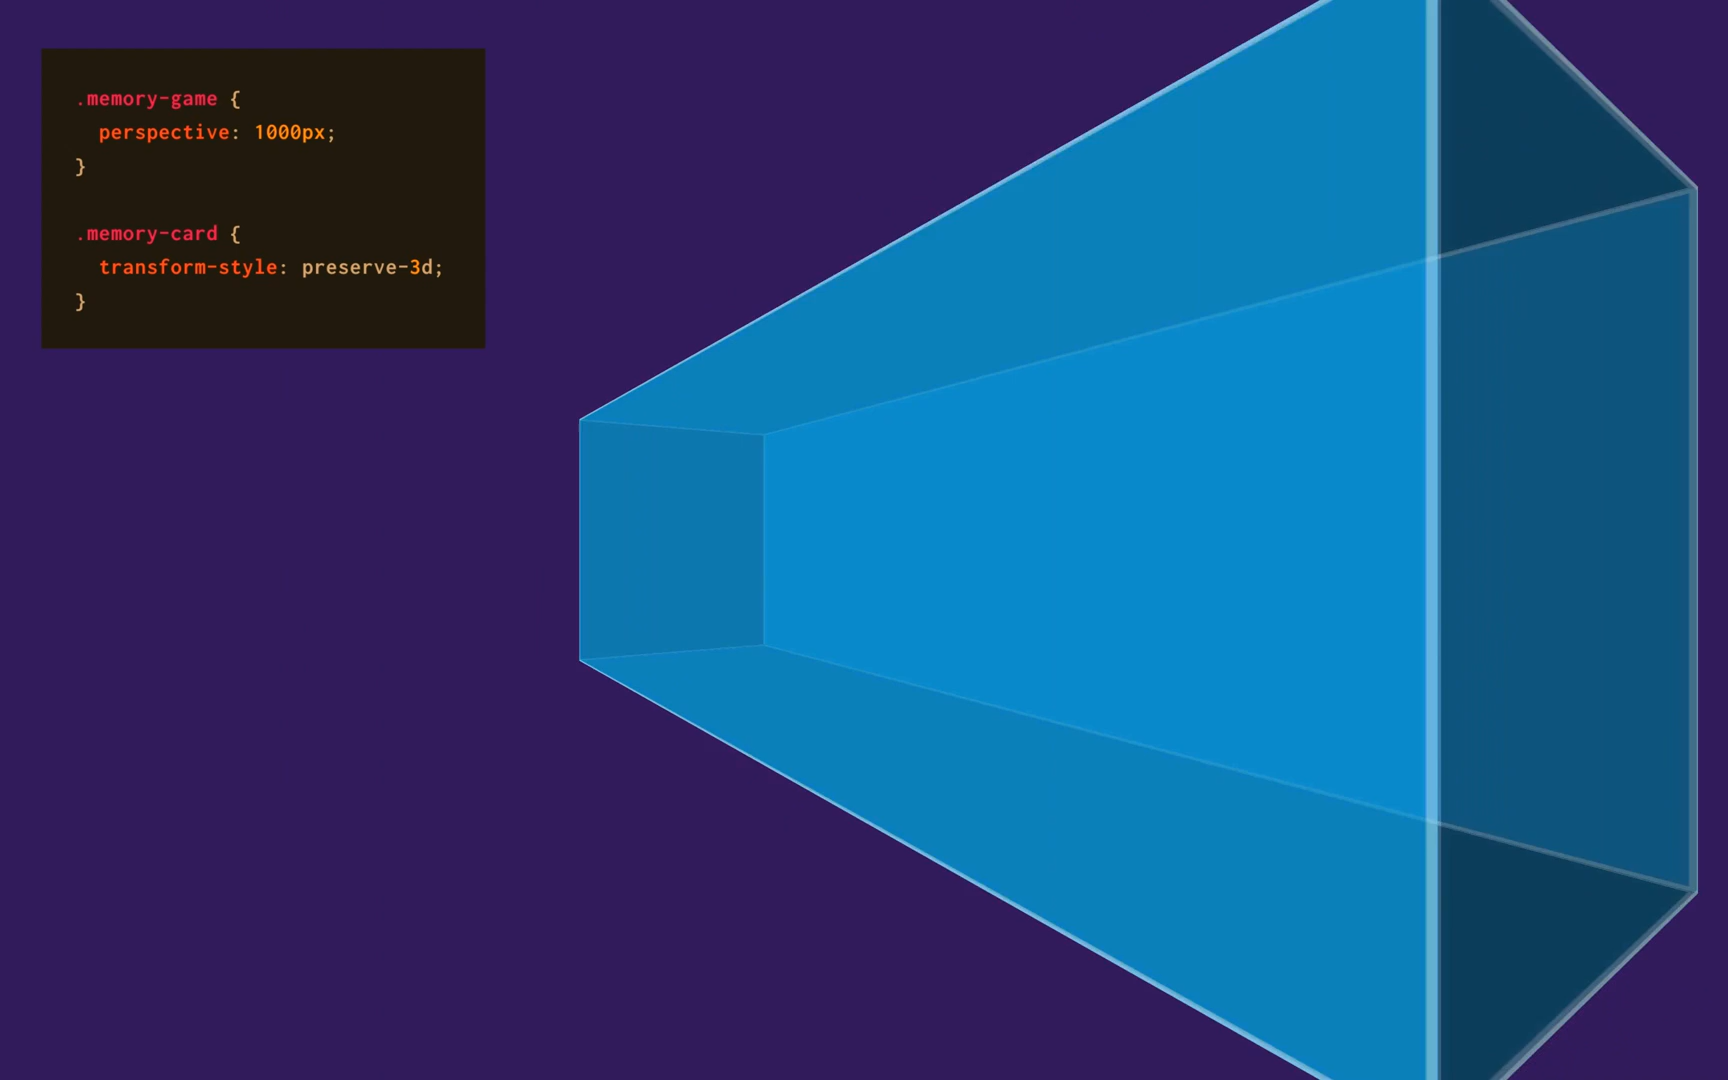 .memory-game {
  perspective: 1000px;
}

.memory-card {
  transform-style: preserve-3d;
}